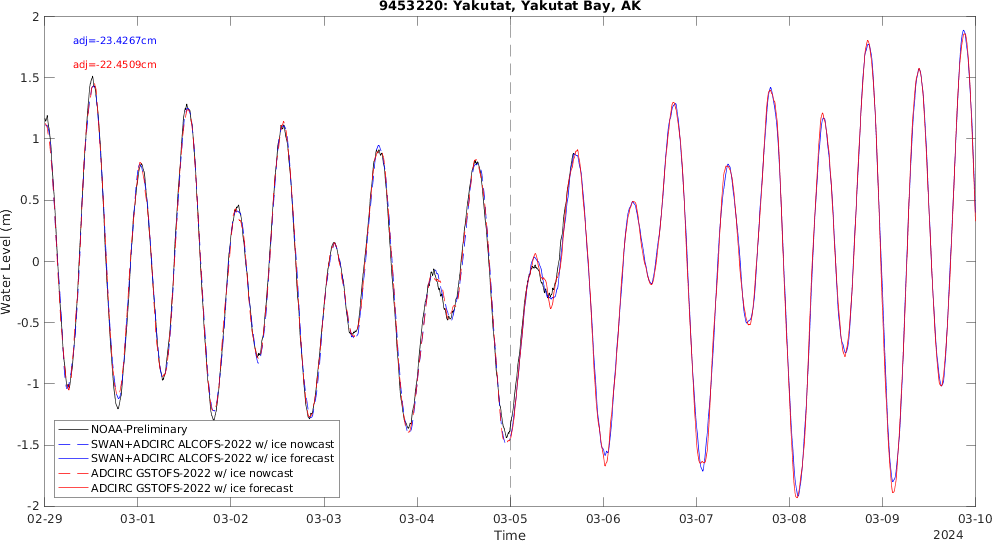 9453220: Yakutat, Yakutat Bay, AK
adj=-23.4267cm
adj=-22.4509cm
2
1.5
1
0.5
0
-0.5
-1
-1.5
-2
Water Level (m)
NOAA-Preliminary
SWAN+ADCIRC ALCOFS-2022 w/ ice nowcast
SWAN+ADCIRC ALCOFS-2022 w/ ice forecast
ADCIRC GSTOFS-2022 w/ ice nowcast
ADCIRC GSTOFS-2022 w/ ice forecast
02-29 03-01 03-02 03-03 03-04 03-05 03-06 03-07 03-08 03-09 03-10
Time
2024